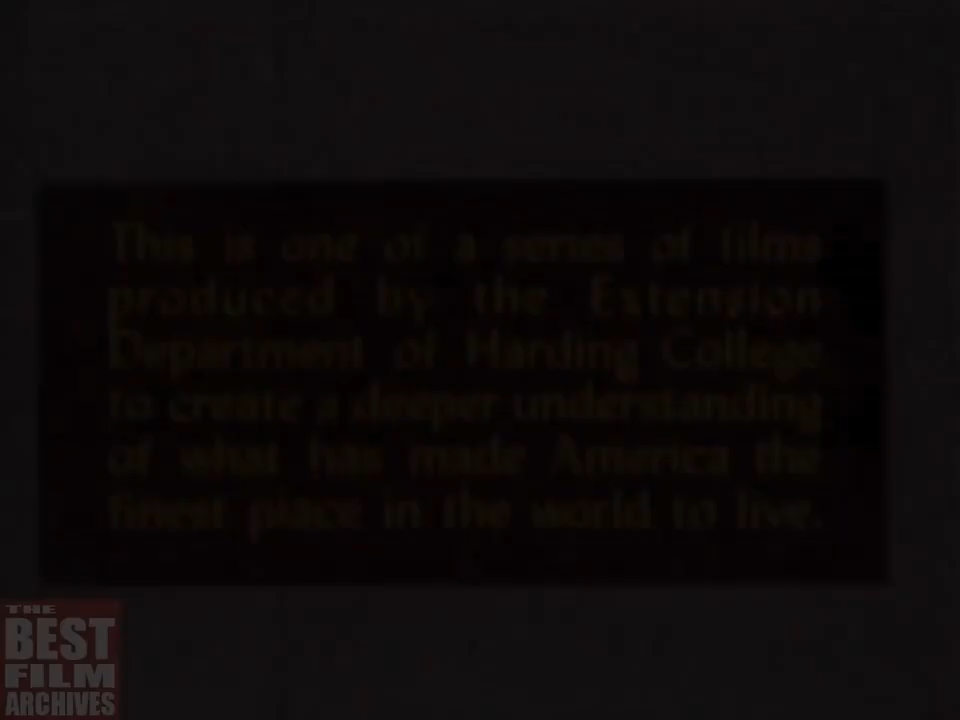 This is one of a series of films
produced by the Extension
Department of Harding College
to create a deeper understanding
of what has made America the
finest place in the world to live.
THE
BEST
FILM
ARCHIVES